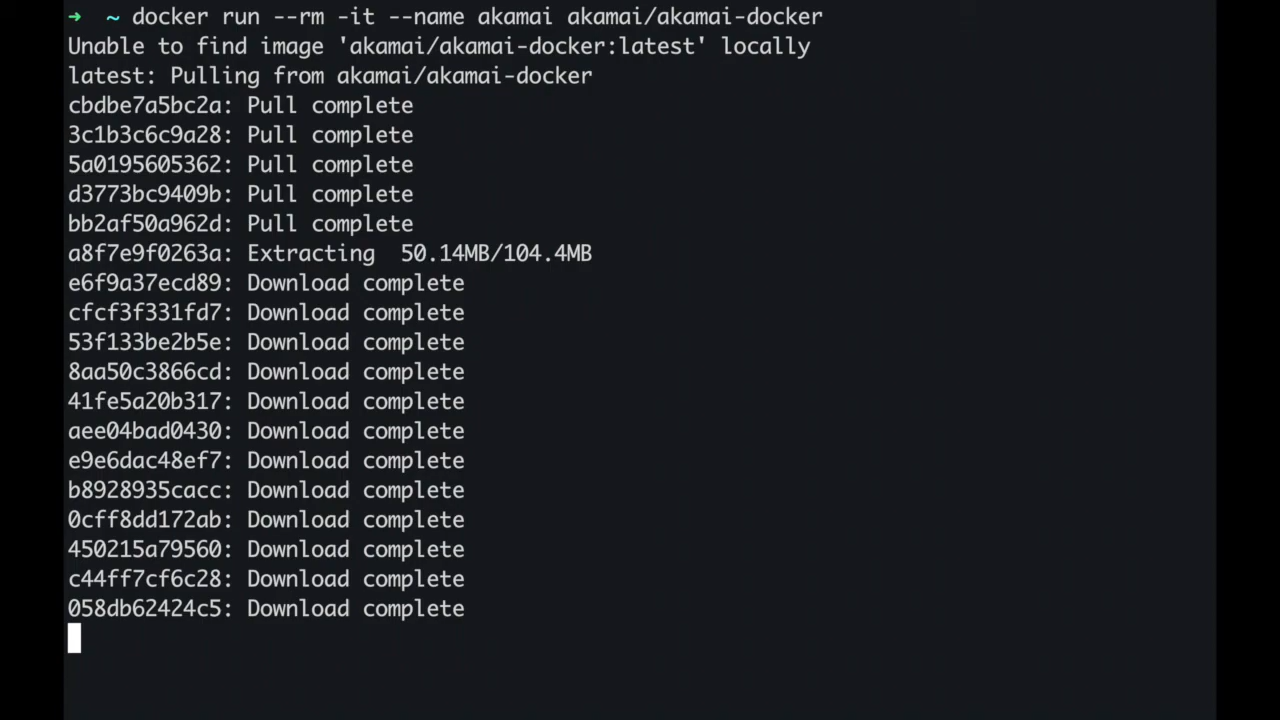 ➜  ~ docker run --rm -it --name akamai akamai/akamai-docker
Unable to find image 'akamai/akamai-docker:latest' locally
latest: Pulling from akamai/akamai-docker
cbdbe7a5bc2a: Pull complete
3c1b3c6c9a28: Pull complete
5a0195605362: Pull complete
d3773bc9409b: Pull complete
bb2af50a962d: Pull complete
a8f7e9f0263a: Extracting  50.14MB/104.4MB
e6f9a37ecd89: Download complete
cfcf3f331fd7: Download complete
53f133be2b5e: Download complete
8aa50c3866cd: Download complete
41fe5a20b317: Download complete
aee04bad0430: Download complete
e9e6dac48ef7: Download complete
b8928935cacc: Download complete
0cff8dd172ab: Download complete
450215a79560: Download complete
c44ff7cf6c28: Download complete
058db62424c5: Download complete